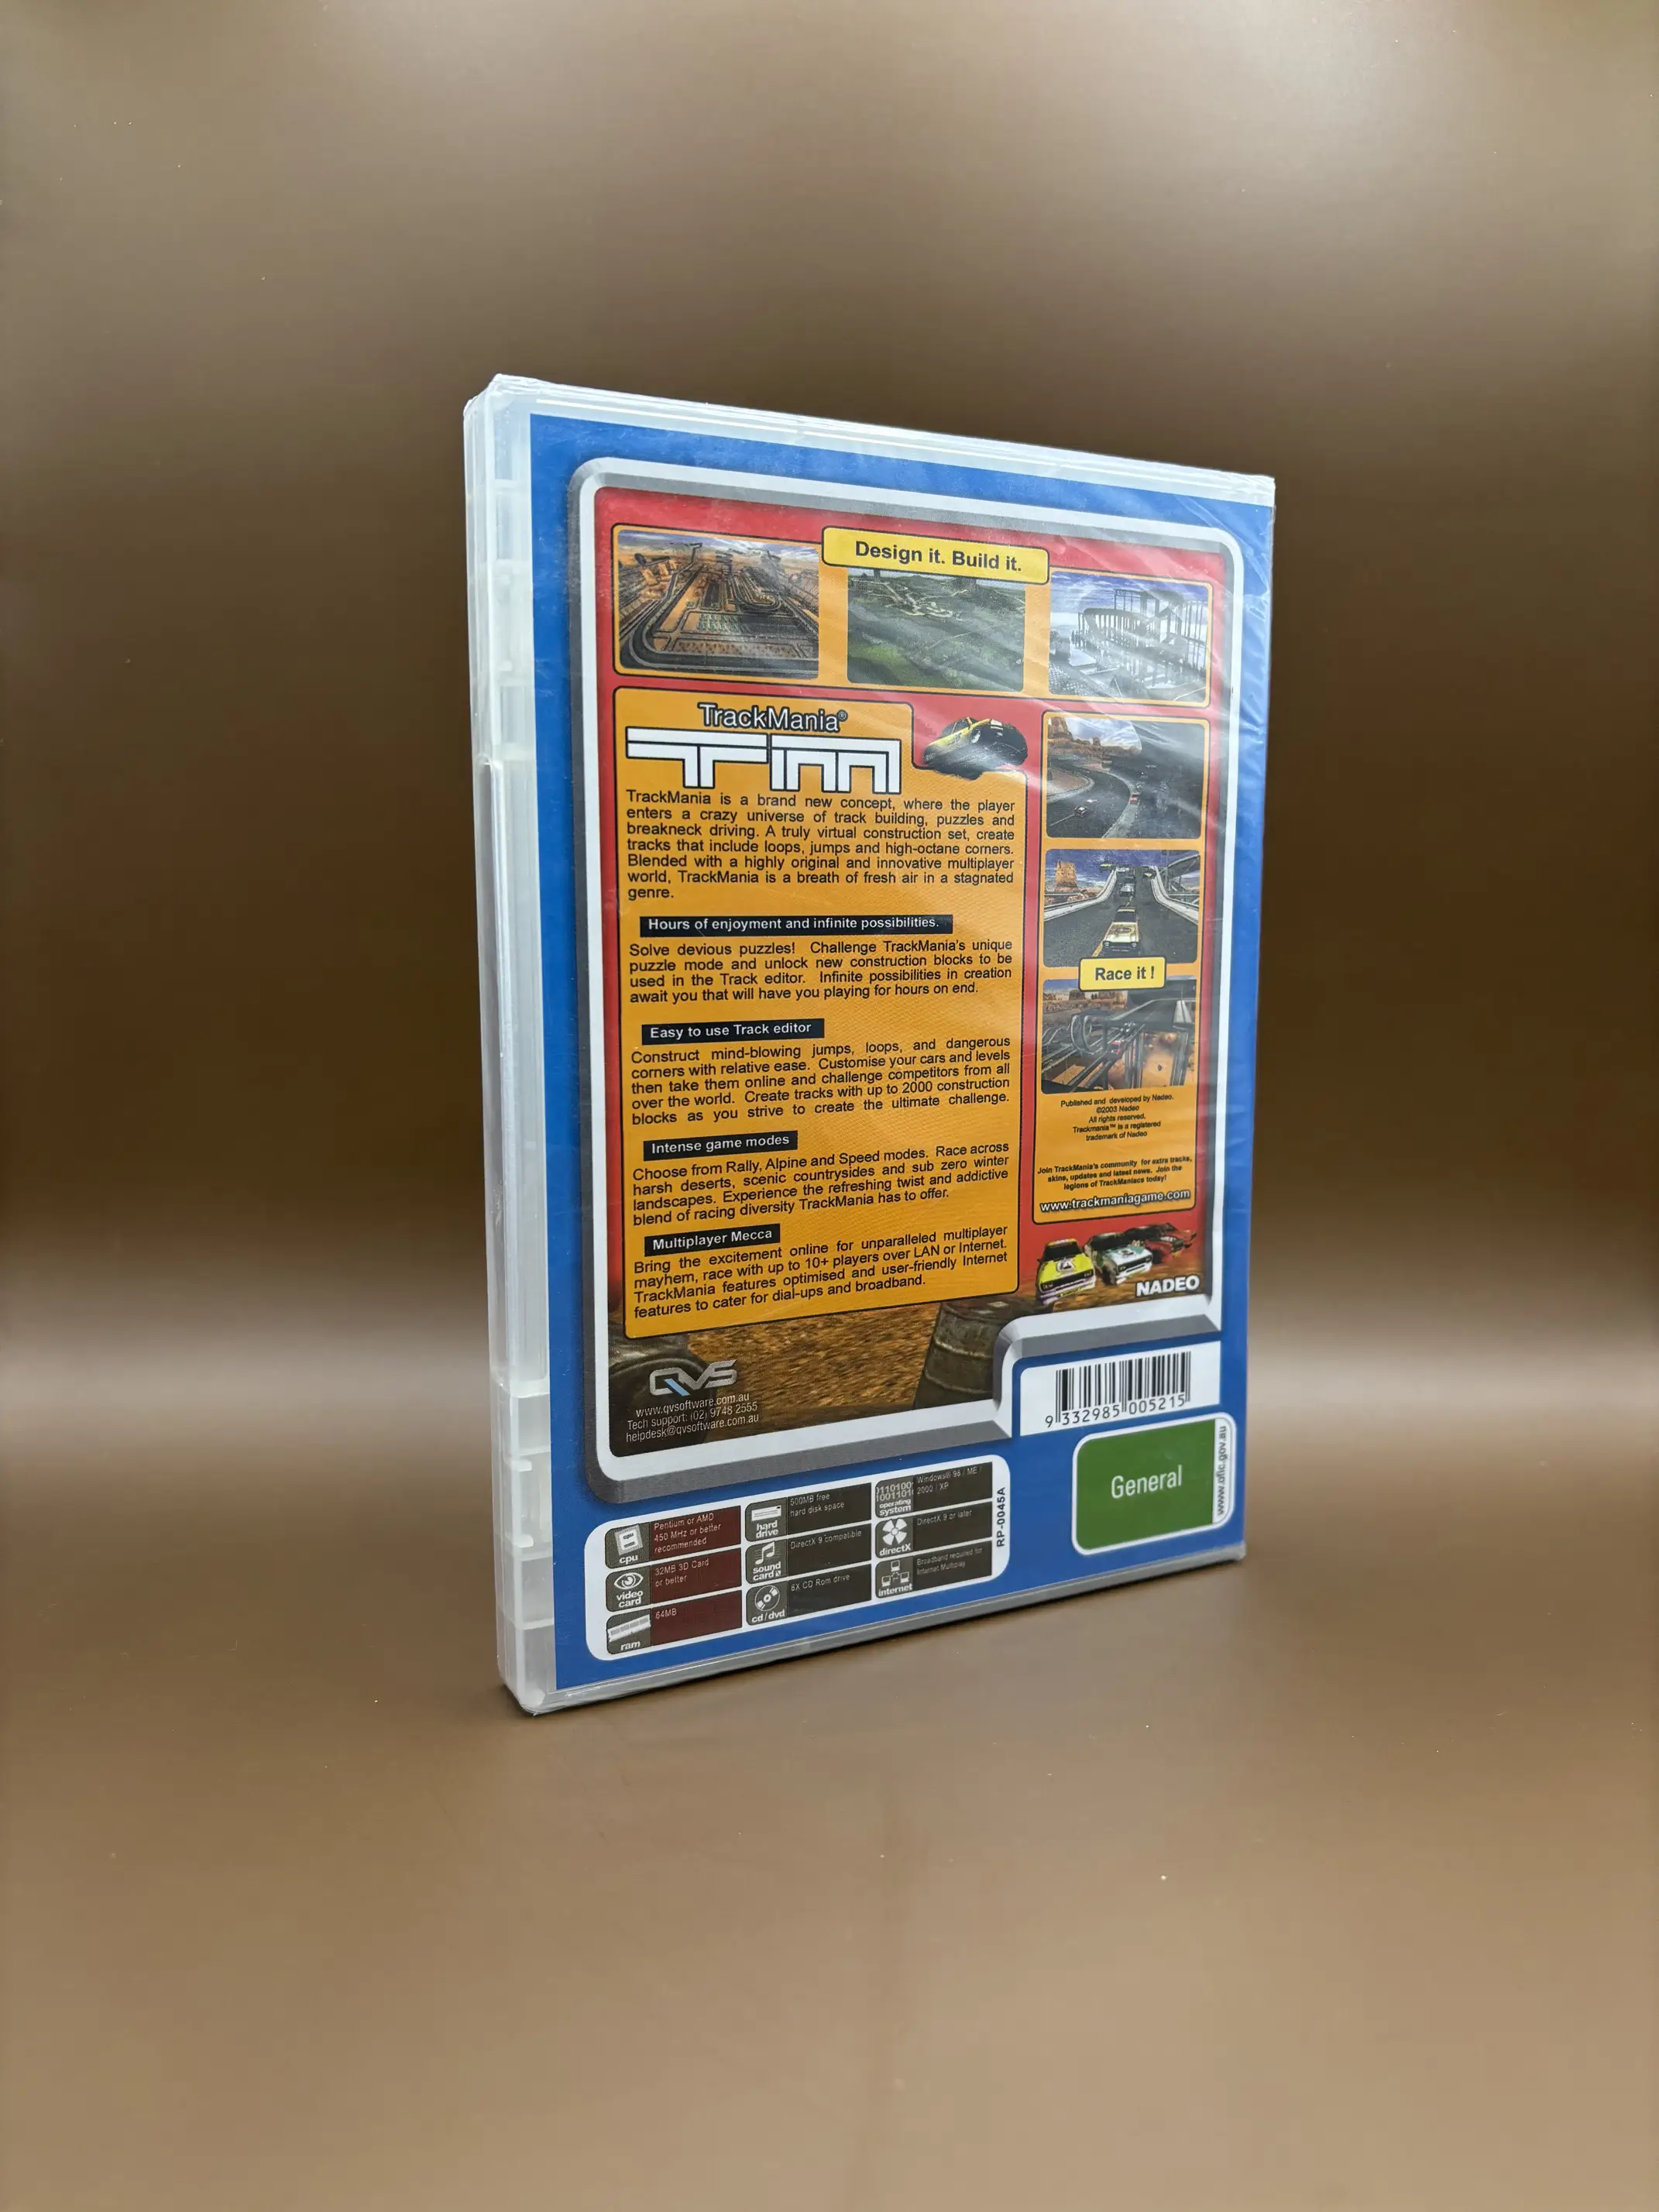 Design it. Build it.
TrackMania®
TM
TrackMania is a brand new concept, where the player
enters a crazy universe of track building, puzzles and
breakneck driving. A truly virtual construction set, create
tracks that include loops, jumps and high-octane corners.
Blended with a highly original and innovative multiplayer
world, TrackMania is a breath of fresh air in a stagnated
genre.
Hours of enjoyment and infinite possibilities.
Solve devious puzzles! Challenge TrackMania's unique
puzzle mode and unlock new construction blocks to be
used in the Track editor. Infinite possibilities in creation
await you that will have you playing for hours on end.
Easy to use Track editor
Construct mind-blowing jumps, loops, and dangerous
corners with relative ease. Customise your cars and levels
then take them online and challenge competitors from all
over the world. Create tracks with up to 2000 construction
blocks as you strive to create the ultimate challenge.
Intense game modes
Choose from Rally, Alpine and Speed modes. Race across
harsh deserts, scenic countrysides and sub zero winter
landscapes. Experience the refreshing twist and addictive
blend of racing diversity TrackMania has to offer.
Multiplayer Mecca
Bring the excitement online for unparalleled multiplayer
mayhem, race with up to 10+ players over LAN or Internet.
TrackMania features optimised and user-friendly Internet
features to cater for dial-ups and broadband.
Race it !
Published and developed by Nadeo.
©2003 Nadeo
All rights reserved.
Trackmania™ is a registered
trademark of Nadeo
Join TrackMania's community for extra tracks,
skins, updates and latest news. Join the
legions of TrackManiacs today!
www.trackmaniagame.com
NADEO
QVS
www.qvsoftware.com.au
Tech support: (02) 9748 2555
helpdesk@qvsoftware.com.au
9 332985 005215
General
www.oflc.gov.au
cpu
Pentium or AMD
450 MHz or better
recommended
video
card
32MB 3D Card
or better
ram
64MB
hard
drive
500MB free
hard disk space
sound
card
DirectX 9 compatible
cd/dvd
8X CD Rom drive
operating
system
Windows® 98 / ME /
2000 / XP
directX
DirectX 9 or later
internet
Broadband required for
Internet Multiplay
RP-0045A